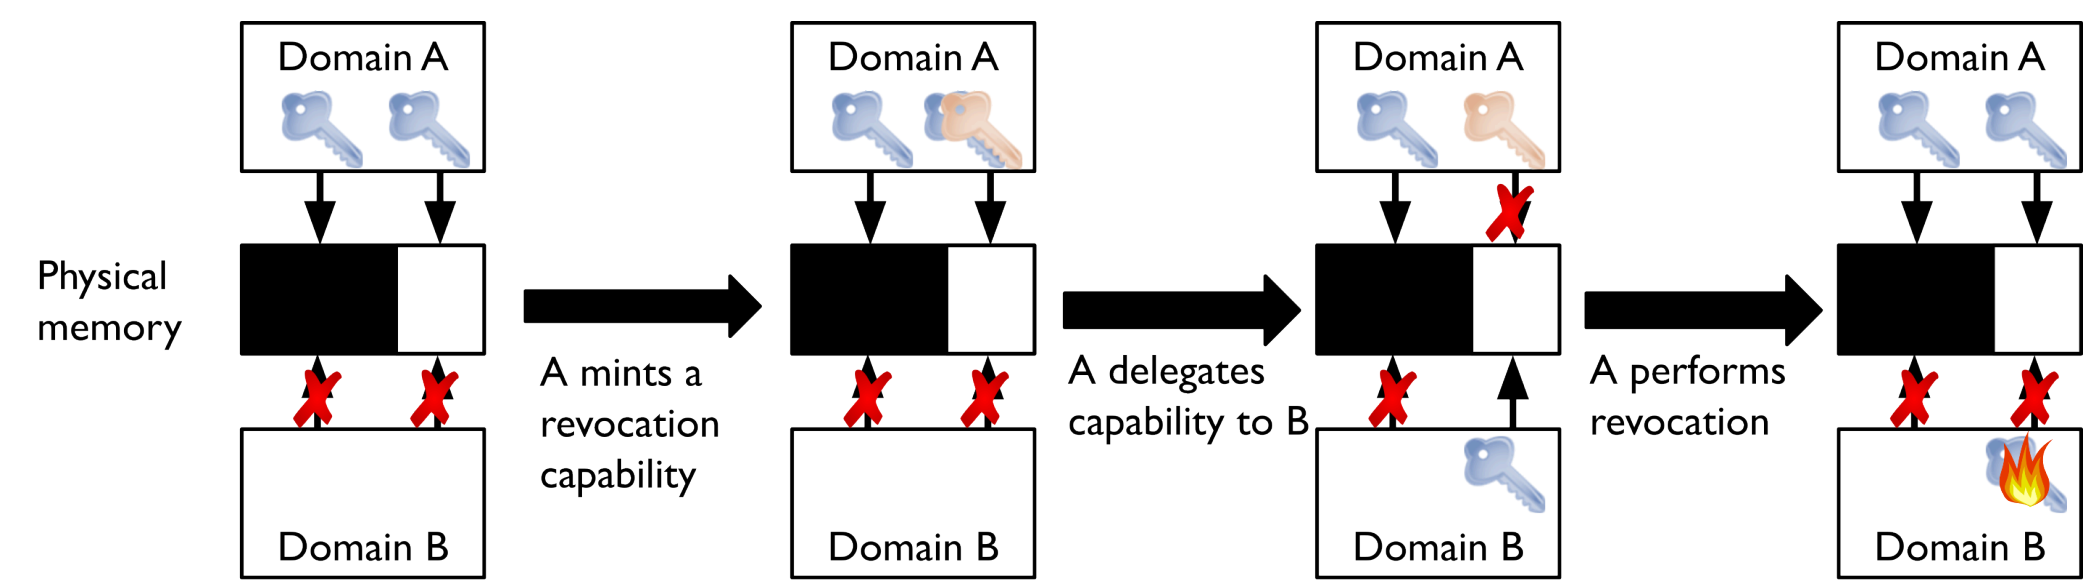 Domain A
Domain A
Domain A
Domain A
Physical
memory
A mints a
revocation
capability
A delegates
capability to B
A performs
revocation
Domain B
Domain B
Domain B
Domain B